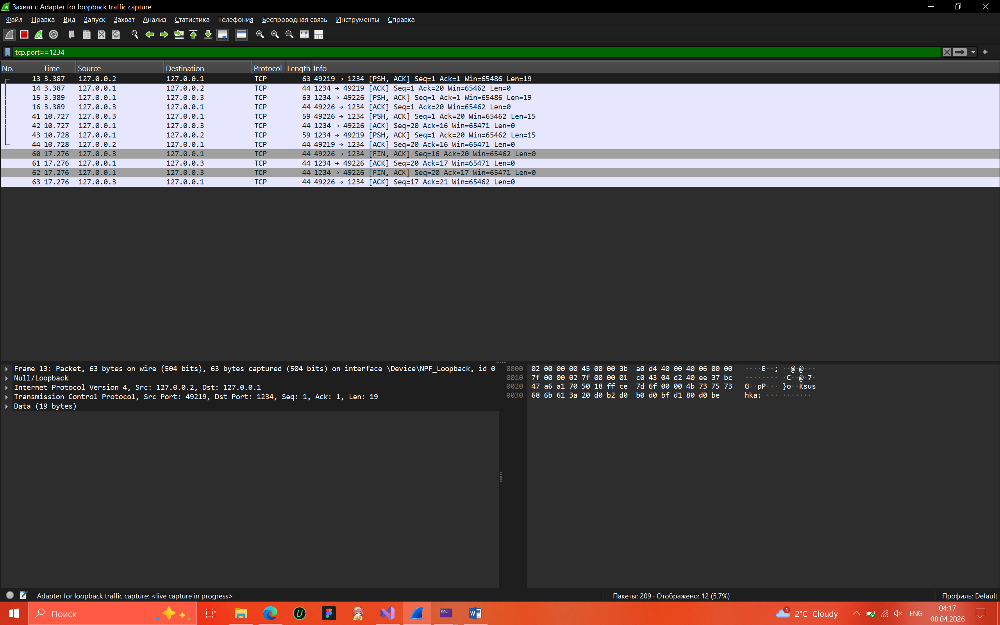 Захват с Adapter for loopback traffic capture
Файл Правка Вид Запуск Захват Анализ Статистика Телефония Беспроводная связь Инструменты Справка
tcp.port==1234
No. Time Source Destination Protocol Length Info
13 3.387 127.0.0.2 127.0.0.1 TCP 63 49219 → 1234 [PSH, ACK] Seq=1 Ack=1 Win=65486 Len=19
14 3.387 127.0.0.1 127.0.0.2 TCP 44 1234 → 49219 [ACK] Seq=1 Ack=20 Win=65462 Len=0
15 3.389 127.0.0.1 127.0.0.3 TCP 63 1234 → 49226 [PSH, ACK] Seq=1 Ack=1 Win=65486 Len=19
16 3.389 127.0.0.3 127.0.0.1 TCP 44 49226 → 1234 [ACK] Seq=1 Ack=20 Win=65462 Len=0
41 10.727 127.0.0.3 127.0.0.1 TCP 59 49226 → 1234 [PSH, ACK] Seq=1 Ack=20 Win=65462 Len=15
42 10.727 127.0.0.1 127.0.0.3 TCP 44 1234 → 49226 [ACK] Seq=20 Ack=16 Win=65471 Len=0
43 10.728 127.0.0.1 127.0.0.2 TCP 59 1234 → 49219 [PSH, ACK] Seq=1 Ack=20 Win=65462 Len=15
44 10.728 127.0.0.2 127.0.0.1 TCP 44 49219 → 1234 [ACK] Seq=20 Ack=16 Win=65471 Len=0
60 17.276 127.0.0.3 127.0.0.1 TCP 44 49226 → 1234 [FIN, ACK] Seq=16 Ack=20 Win=65462 Len=0
61 17.276 127.0.0.1 127.0.0.3 TCP 44 1234 → 49226 [ACK] Seq=20 Ack=17 Win=65471 Len=0
62 17.276 127.0.0.1 127.0.0.3 TCP 44 1234 → 49226 [FIN, ACK] Seq=20 Ack=17 Win=65471 Len=0
63 17.276 127.0.0.3 127.0.0.1 TCP 44 49226 → 1234 [ACK] Seq=17 Ack=21 Win=65462 Len=0
Frame 13: Packet, 63 bytes on wire (504 bits), 63 bytes captured (504 bits) on interface \Device\NPF_Loopback, id 0
Null/Loopback
Internet Protocol Version 4, Src: 127.0.0.2, Dst: 127.0.0.1
Transmission Control Protocol, Src Port: 49219, Dst Port: 1234, Seq: 1, Ack: 1, Len: 19
Data (19 bytes)
0000 02 00 00 00 45 00 00 3b a0 d4 40 00 40 06 00 00 ····E··; ··@·@···
0010 7f 00 00 02 7f 00 00 01 c0 43 04 d2 40 ee 37 bc ········ ·C··@·7·
0020 47 a6 a1 70 50 18 ff ce 7d 6f 00 00 4b 73 75 73 G··pP··· }o··Ksus
0030 68 6b 61 3a 20 d0 b2 d0 b0 d0 bf d1 80 d0 be hka: ··· ·······
Adapter for loopback traffic capture: <live capture in progress>
Пакеты: 209 · Отображено: 12 (5.7%)
Профиль: Default
Поиск
1
2°C Cloudy
ENG
04:17
08.04.2026